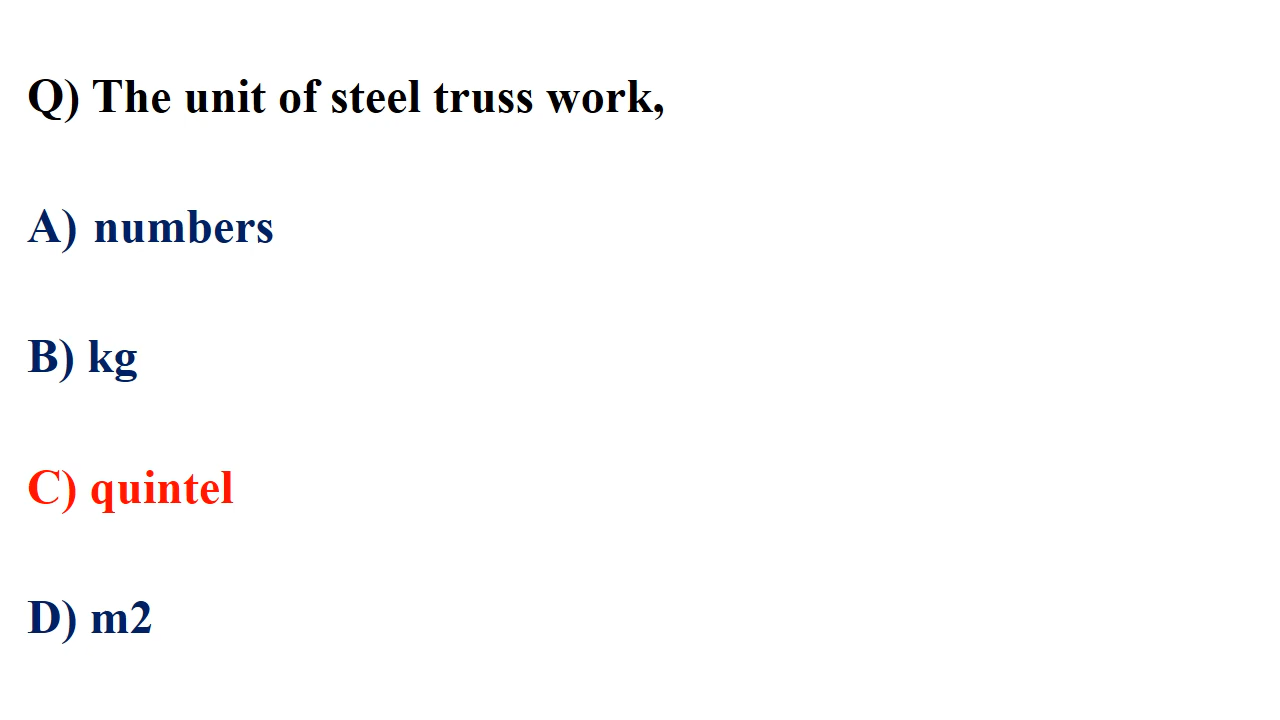 Q) The unit of steel truss work,
A) numbers
B) kg
C) quintel
D) m2